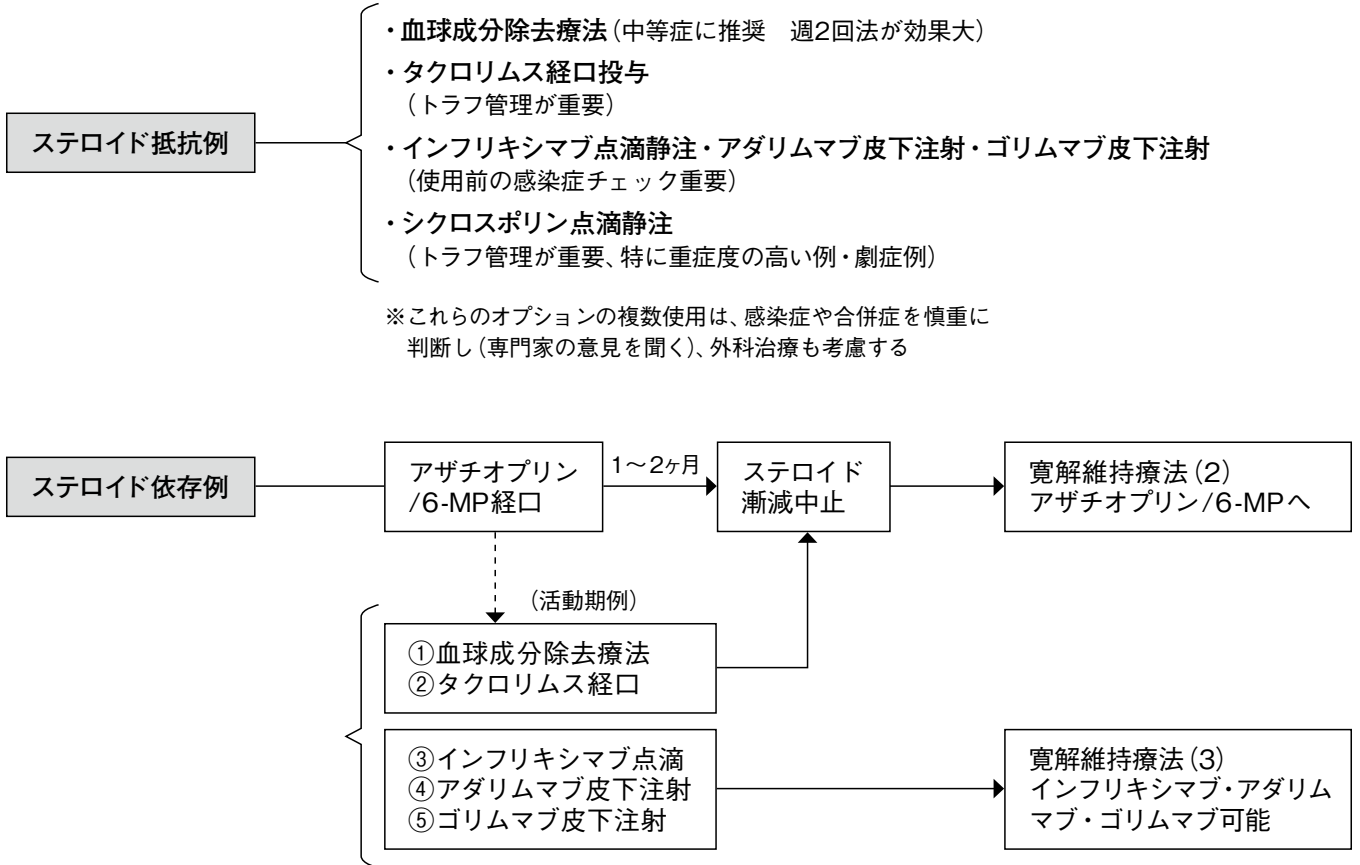 ・血球成分除去療法（中等症に推奨　週2回法が効果大）
・タクロリムス経口投与
（トラフ管理が重要）
ステロイド抵抗例
・インフリキシマブ点滴静注・アダリムマブ皮下注射・ゴリムマブ皮下注射
（使用前の感染症チェック重要）
・シクロスポリン点滴静注
（トラフ管理が重要、特に重症度の高い例・劇症例）
※これらのオプションの複数使用は、感染症や合併症を慎重に
判断し（専門家の意見を聞く）、外科治療も考慮する
ステロイド依存例
アザチオプリン
/6-MP経口
1～2ヶ月
ステロイド
漸減中止
寛解維持療法（2）
アザチオプリン/6-MPへ
（活動期例）
①血球成分除去療法
②タクロリムス経口
③インフリキシマブ点滴
④アダリムマブ皮下注射
⑤ゴリムマブ皮下注射
寛解維持療法（3）
インフリキシマブ・アダリム
マブ・ゴリムマブ可能